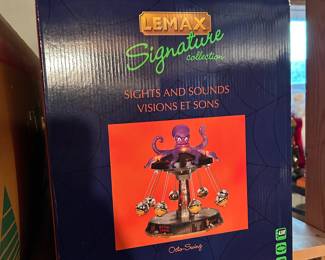 LEMAX
Signature
collection
SIGHTS AND SOUNDS
VISIONS ET SONS
Octo-Swing